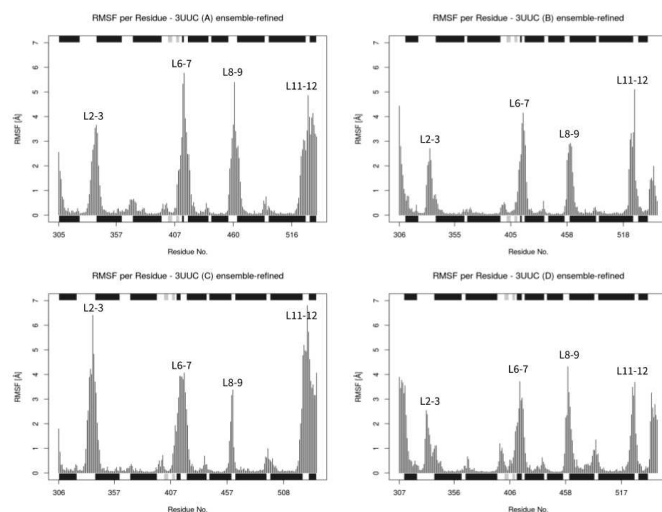 RMSF per Residue - 3UUC (A) ensemble-refined
RMSF [Å]
7
6
5
4
3
2
1
0
L2-3
L6-7
L8-9
L11-12
305 357 407 460 516
Residue No.
RMSF per Residue - 3UUC (B) ensemble-refined
RMSF [Å]
7
6
5
4
3
2
1
0
L2-3
L6-7
L8-9
L11-12
306 355 407 458 518
Residue No.
RMSF per Residue - 3UUC (C) ensemble-refined
RMSF [Å]
7
6
5
4
3
2
1
0
L2-3
L6-7
L8-9
L11-12
306 357 407 457 508
Residue No.
RMSF per Residue - 3UUC (D) ensemble-refined
RMSF [Å]
7
6
5
4
3
2
1
0
L2-3
L6-7
L8-9
L11-12
307 356 406 458 517
Residue No.